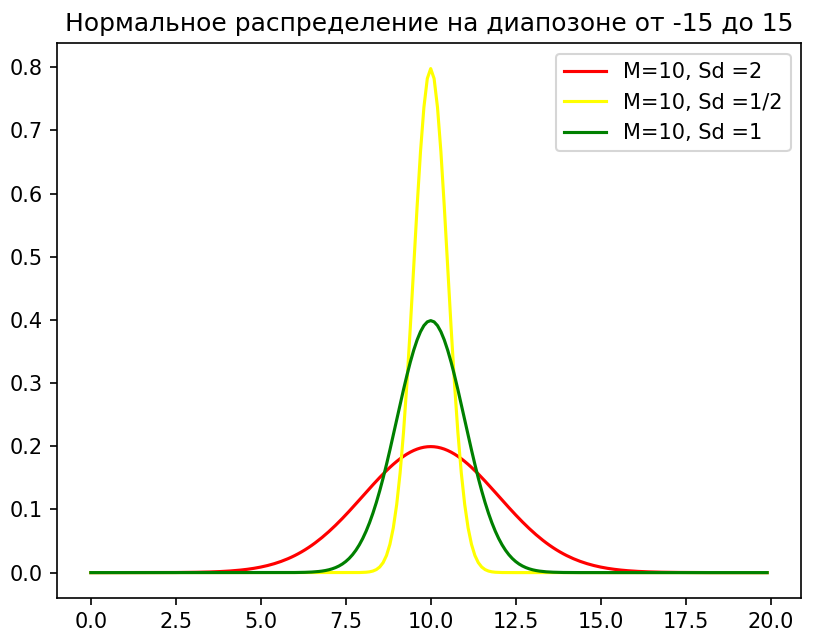 Нормальное распределение на диапозоне от -15 до 15
M=10, Sd =2
M=10, Sd =1/2
M=10, Sd =1
0.8
0.7
0.6
0.5
0.4
0.3
0.2
0.1
0.0
0.0 2.5 5.0 7.5 10.0 12.5 15.0 17.5 20.0